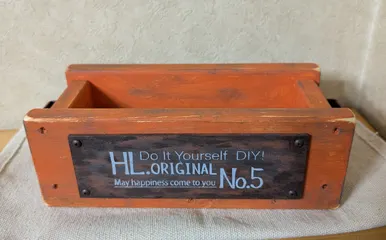 Do It Yourself DIY!
HL.ORIGINAL
May happiness come to you No.5